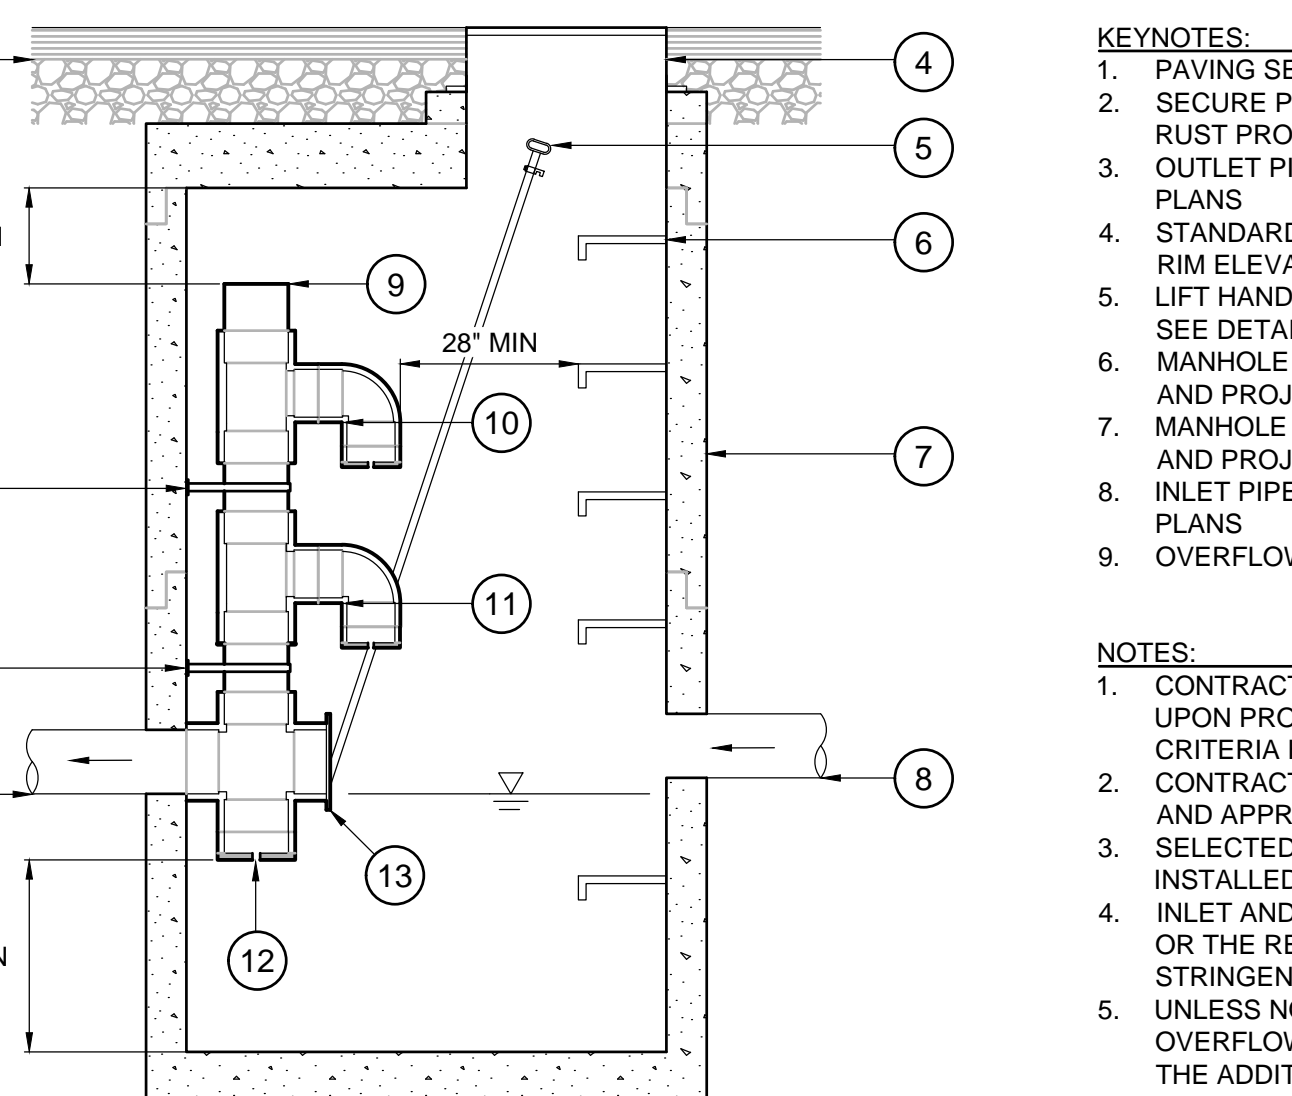 4
5
6
9
28" MIN
10
7
11
8
13
12
N
KEYNOTES:
1. PAVING SE
2. SECURE P
RUST PRO
3. OUTLET PI
PLANS
4. STANDARD
RIM ELEVA
5. LIFT HAND
SEE DETAI
6. MANHOLE
AND PROJ
7. MANHOLE
AND PROJ
8. INLET PIPE
PLANS
9. OVERFLOW
NOTES:
1. CONTRACT
UPON PRO
CRITERIA
2. CONTRACT
AND APPR
3. SELECTED
INSTALLED
4. INLET AND
OR THE RE
STRINGEN
5. UNLESS NO
OVERFLOW
THE ADDIT